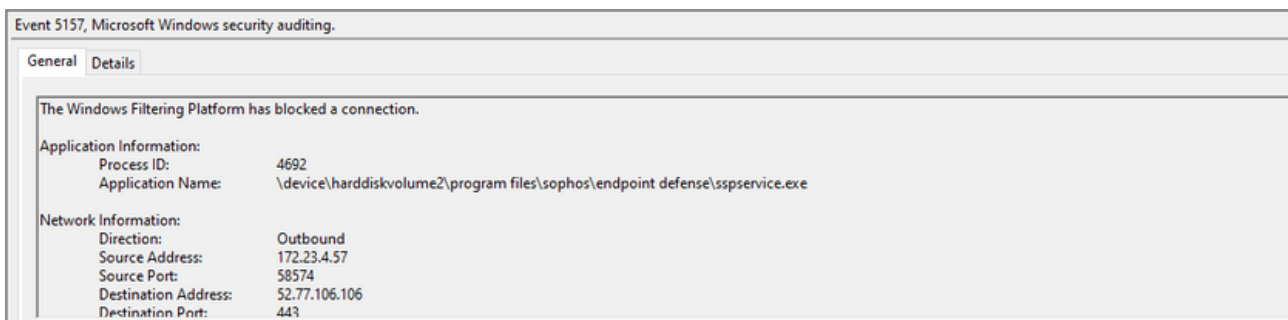 Event 5157, Microsoft Windows security auditing.
General Details
The Windows Filtering Platform has blocked a connection.
Application Information:
Process ID: 4692
Application Name: \device\harddiskvolume2\program files\sophos\endpoint defense\sspservice.exe
Network Information:
Direction: Outbound
Source Address: 172.23.4.57
Source Port: 58574
Destination Address: 52.77.106.106
Destination Port: 443